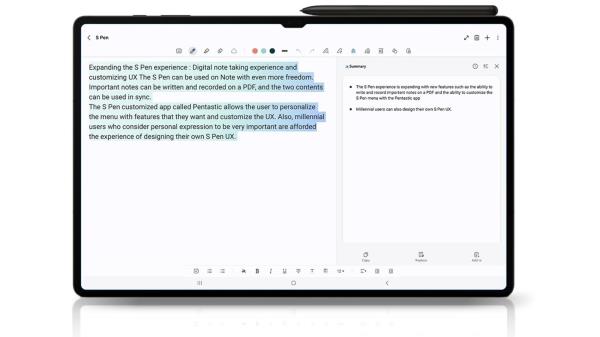 S Pen
Expanding the S Pen experience : Digital note taking experience and
customizing UX The S Pen can be used on Note with even more freedom.
Important notes can be written and recorded on a PDF, and the two contents
can be used in sync.
The S Pen customized app called Pentastic allows the user to personalize
the menu with features that they want and customize the UX. Also, millennial
users who consider personal expression to be very important are afforded
the experience of designing their own S Pen UX.
Summary
The S Pen experience is expanding with new features such as the ability to
write and record important notes on a PDF and the ability to customize the
S Pen menu with the Pentastic app.
Millennial users can also design their own S Pen UX.
Copy
Replace
Add to
B I U T